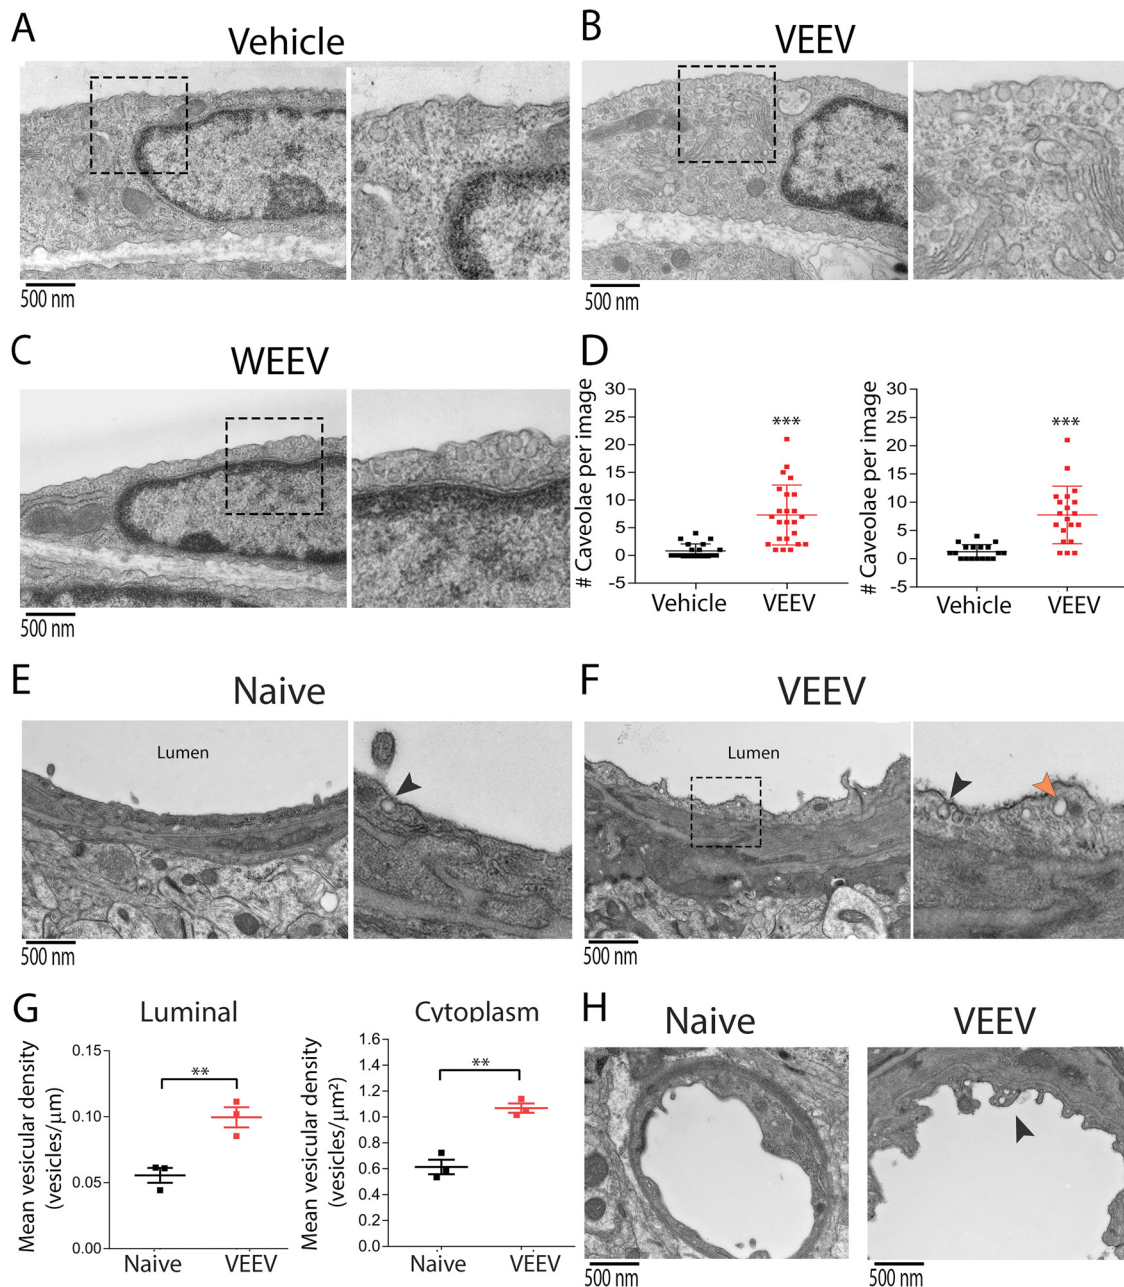 A
Vehicle
500 nm
B
VEEV
500 nm
C
WEEV
500 nm
D
# Caveolae per image
30
25
20
15
10
5
0
-5
Vehicle
VEEV
***
# Caveolae per image
30
25
20
15
10
5
0
-5
Vehicle
VEEV
***
E
Naive
Lumen
500 nm
F
VEEV
Lumen
500 nm
G
Luminal
Mean vesicular density
(vesicles/μm)
0.15
0.10
0.05
0.00
**
Naive
VEEV
Cytoplasm
Mean vesicular density
(vesicles/μm²)
1.6
1.4
1.2
1.0
0.8
0.6
0.4
0.2
0.0
**
Naive
VEEV
H
Naive
500 nm
VEEV
500 nm